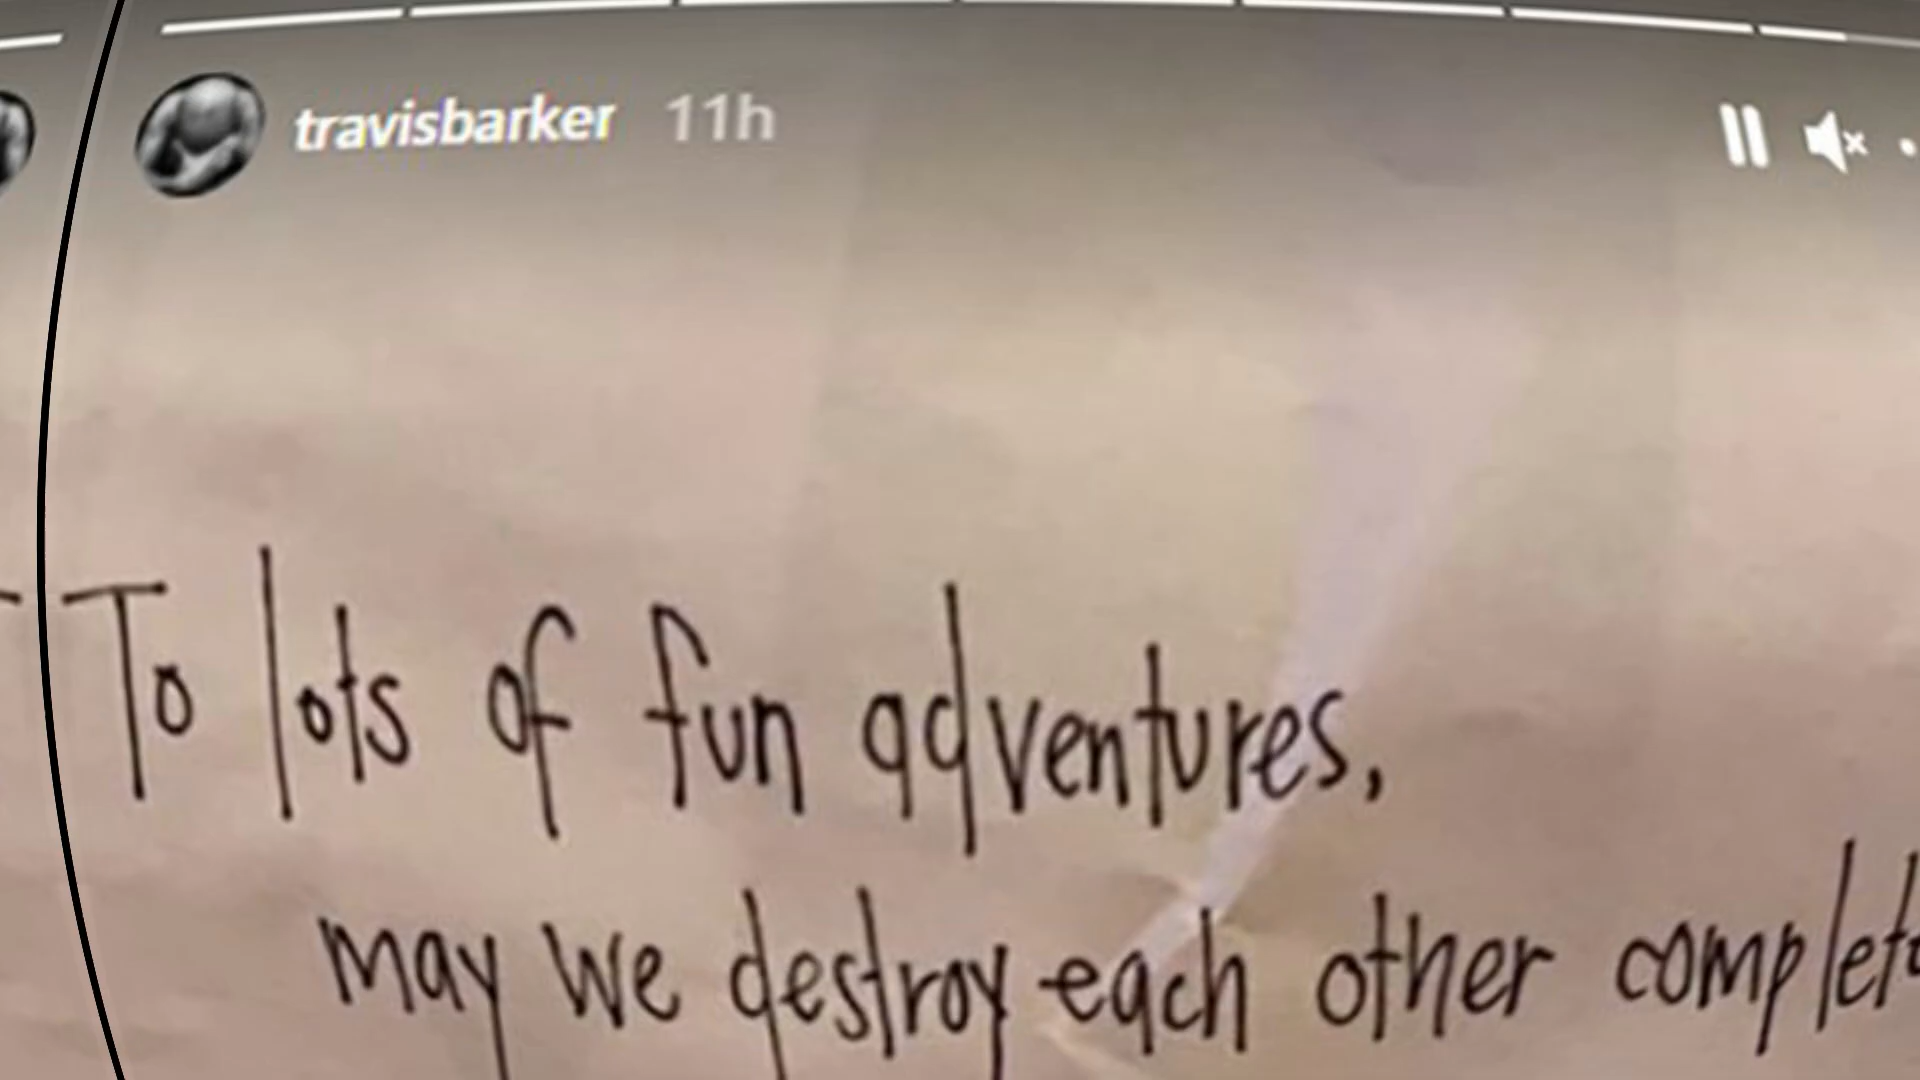 travisbarker 11h
To lots of fun adventures,
may we destroy each other